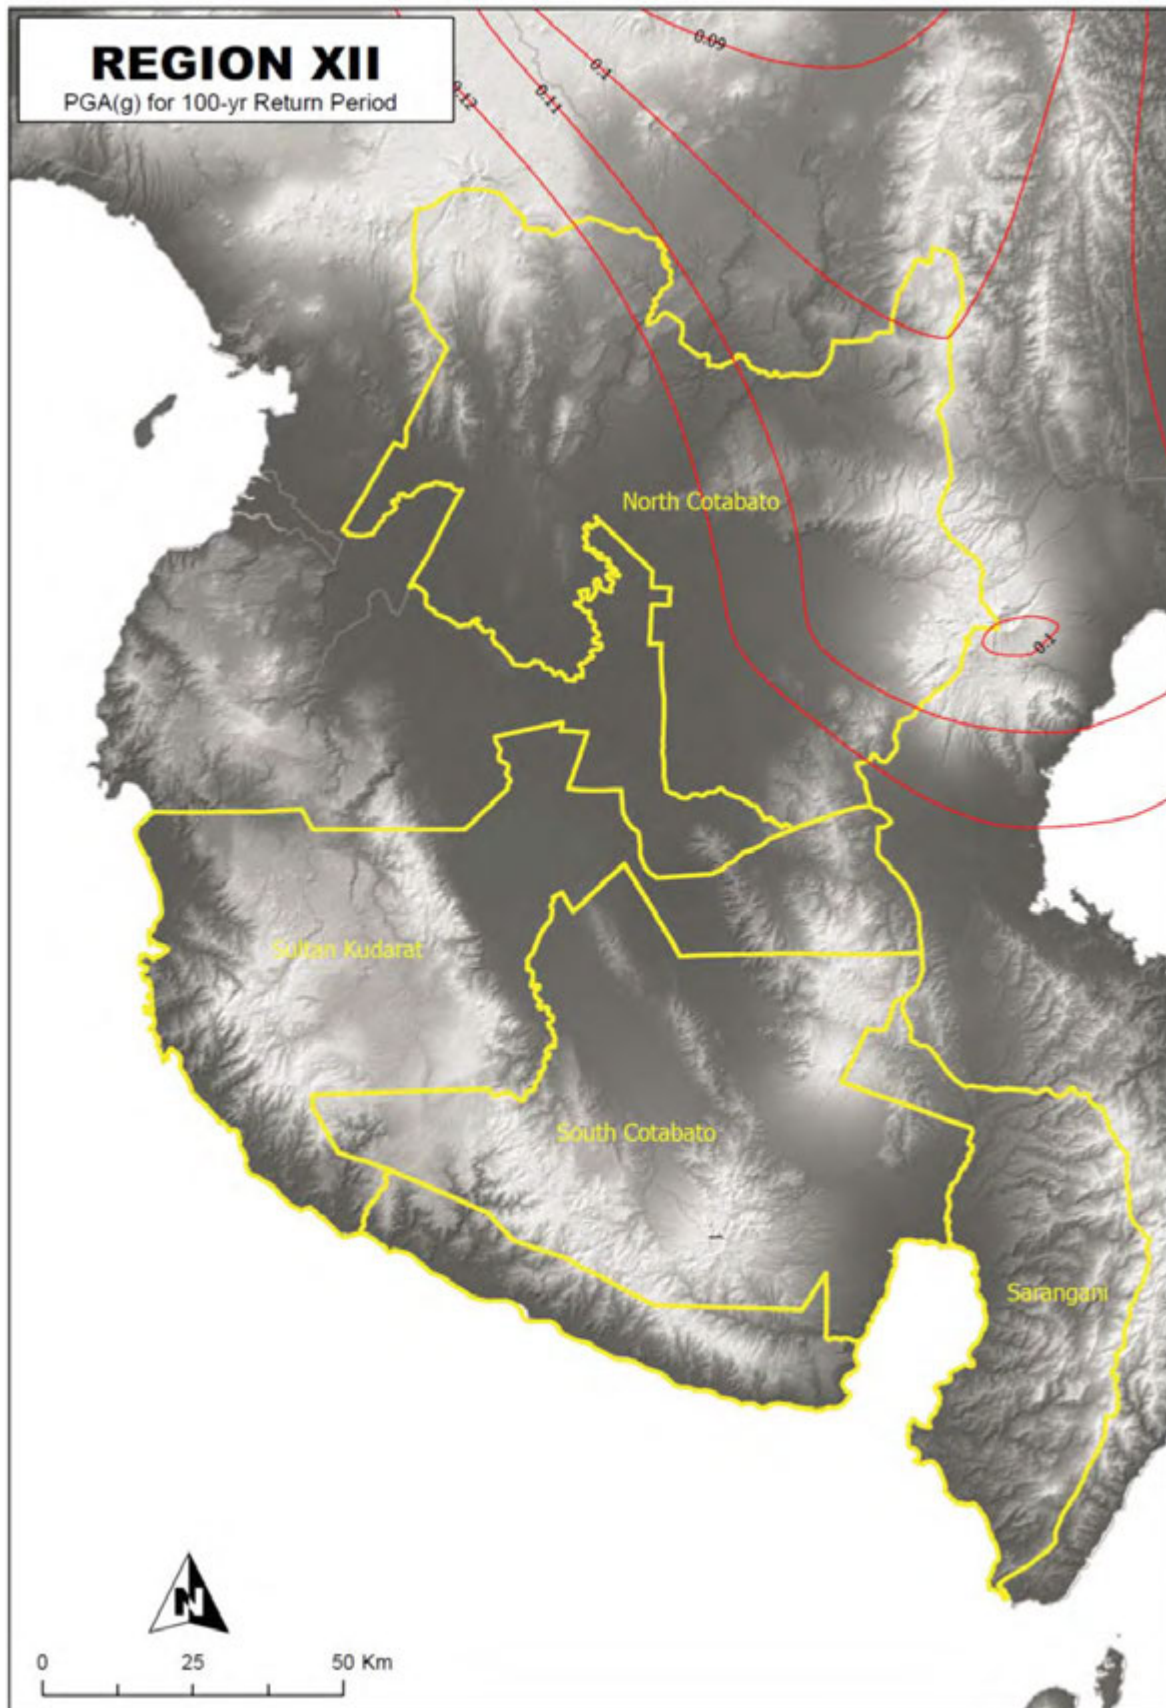 REGION XII
PGA(g) for 100-yr Return Period
0.09
0.1
0.11
0.12
North Cotabato
0.1
Sultan Kudarat
South Cotabato
1
Sarangani
N
0 25 50 Km